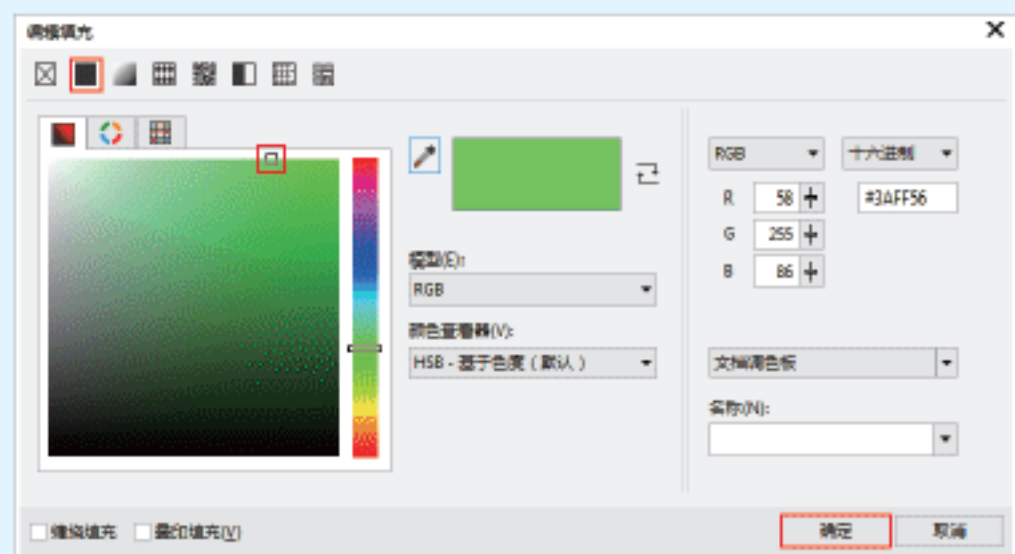 编辑填充
RGB
十六进制
R 58
#3AFF56
G 255
B 86
模型(E):
RGB
颜色查看器(V):
HSB - 基于色度（默认）
文档调色板
名称(N):
缠绕填充
叠印填充(V)
确定
取消